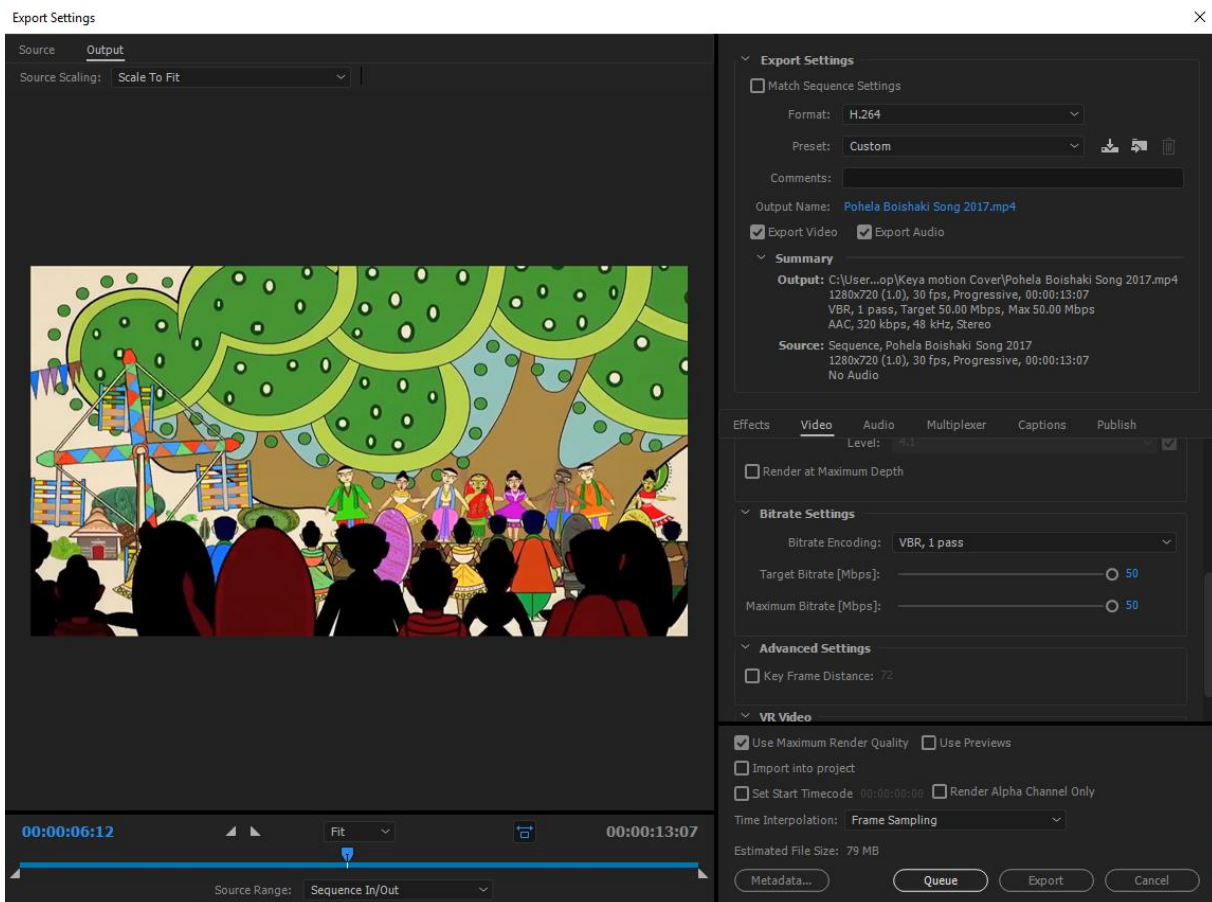 Export Settings
Source Output
Source Scaling: Scale To Fit
00:00:06:12 Fit 00:00:13:07
Source Range: Sequence In/Out
Export Settings
Match Sequence Settings
Format: H.264
Preset: Custom
Comments:
Output Name: Pohela Boishaki Song 2017.mp4
Export Video Export Audio
Summary
Output: C:\User...op\Keya motion Cover\Pohela Boishaki Song 2017.mp4
1280x720 (1.0), 30 fps, Progressive, 00:00:13:07
VBR, 1 pass, Target 50.00 Mbps, Max 50.00 Mbps
AAC, 320 kbps, 48 kHz, Stereo
Source: Sequence, Pohela Boishaki Song 2017
1280x720 (1.0), 30 fps, Progressive, 00:00:13:07
No Audio
Effects Video Audio Multiplexer Captions Publish
Level: 4.1
Render at Maximum Depth
Bitrate Settings
Bitrate Encoding: VBR, 1 pass
Target Bitrate [Mbps]: 50
Maximum Bitrate [Mbps]: 50
Advanced Settings
Key Frame Distance: 72
VR Video
Use Maximum Render Quality Use Previews
Import into project
Set Start Timecode 00:00:00:00 Render Alpha Channel Only
Time Interpolation: Frame Sampling
Estimated File Size: 79 MB
Metadata... Queue Export Cancel